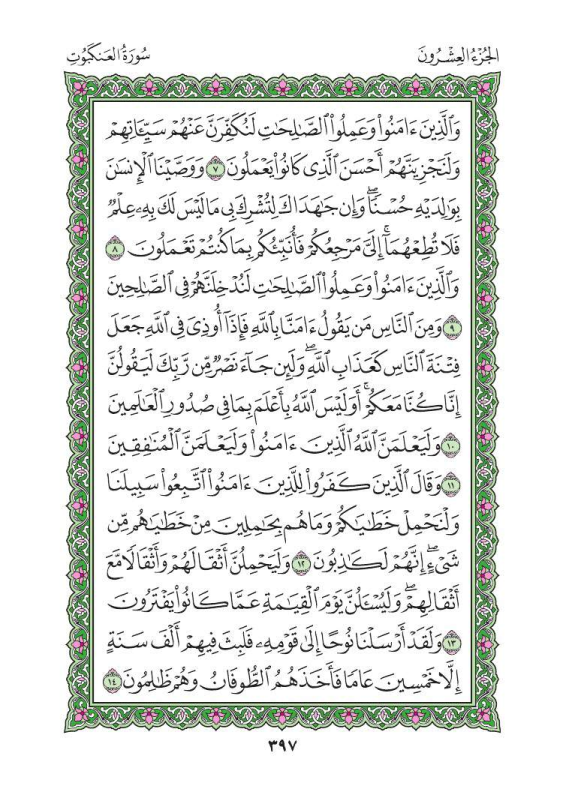 الجُزْءُ العِشْرُونَ
سُورَةُ العَنكَبُوتِ
وَٱلَّذِينَ ءَامَنُوا۟ وَعَمِلُوا۟ ٱلصَّٰلِحَٰتِ لَنُكَفِّرَنَّ عَنْهُمْ سَيِّـَٔاتِهِمْ
وَلَنَجْزِيَنَّهُمْ أَحْسَنَ ٱلَّذِى كَانُوا۟ يَعْمَلُونَ ٧ وَوَصَّيْنَا ٱلْإِنسَٰنَ
بِوَٰلِدَيْهِ حُسْنًا ۖ وَإِن جَٰهَدَاكَ لِتُشْرِكَ بِى مَا لَيْسَ لَكَ بِهِۦ عِلْمٌ
فَلَا تُطِعْهُمَآ ۚ إِلَىَّ مَرْجِعُكُمْ فَأُنَبِّئُكُم بِمَا كُنتُمْ تَعْمَلُونَ ٨
وَٱلَّذِينَ ءَامَنُوا۟ وَعَمِلُوا۟ ٱلصَّٰلِحَٰتِ لَنُدْخِلَنَّهُمْ فِى ٱلصَّٰلِحِينَ
٩ وَمِنَ ٱلنَّاسِ مَن يَقُولُ ءَامَنَّا بِٱللَّهِ فَإِذَآ أُوذِىَ فِى ٱللَّهِ جَعَلَ
فِتْنَةَ ٱلنَّاسِ كَعَذَابِ ٱللَّهِ ۖ وَلَئِن جَآءَ نَصْرٌ مِّن رَّبِّكَ لَيَقُولُنَّ
إِنَّا كُنَّا مَعَكُمْ ۚ أَوَلَيْسَ ٱللَّهُ بِأَعْلَمَ بِمَا فِى صُدُورِ ٱلْعَٰلَمِينَ
١٠ وَلَيَعْلَمَنَّ ٱللَّهُ ٱلَّذِينَ ءَامَنُوا۟ وَلَيَعْلَمَنَّ ٱلْمُنَٰفِقِينَ
١١ وَقَالَ ٱلَّذِينَ كَفَرُوا۟ لِلَّذِينَ ءَامَنُوا۟ ٱتَّبِعُوا۟ سَبِيلَنَا
وَلْنَحْمِلْ خَطَٰيَٰكُمْ وَمَا هُم بِحَٰمِلِينَ مِنْ خَطَٰيَٰهُم مِّن
شَىْءٍ ۖ إِنَّهُمْ لَكَٰذِبُونَ ١٢ وَلَيَحْمِلُنَّ أَثْقَالَهُمْ وَأَثْقَالًا مَّعَ
أَثْقَالِهِمْ ۖ وَلَيُسْـَٔلُنَّ يَوْمَ ٱلْقِيَٰمَةِ عَمَّا كَانُوا۟ يَفْتَرُونَ
١٣ وَلَقَدْ أَرْسَلْنَا نُوحًا إِلَىٰ قَوْمِهِۦ فَلَبِثَ فِيهِمْ أَلْفَ سَنَةٍ
إِلَّا خَمْسِينَ عَامًا فَأَخَذَهُمُ ٱلطُّوفَانُ وَهُمْ ظَٰلِمُونَ ١٤
٣٩٧